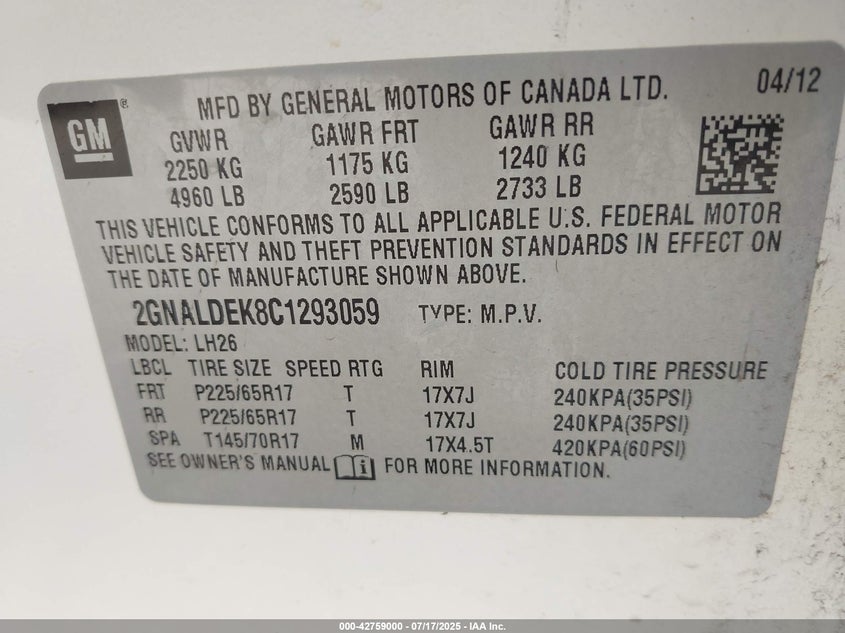 GM ®
MFD BY GENERAL MOTORS OF CANADA LTD. 04/12
GVWR GAWR FRT GAWR RR
2250 KG 1175 KG 1240 KG
4960 LB 2590 LB 2733 LB
THIS VEHICLE CONFORMS TO ALL APPLICABLE U.S. FEDERAL MOTOR
VEHICLE SAFETY AND THEFT PREVENTION STANDARDS IN EFFECT ON
THE DATE OF MANUFACTURE SHOWN ABOVE.
2GNALDEK8C1293059 TYPE: M.P.V.
MODEL: LH26
LBCL TIRE SIZE SPEED RTG RIM COLD TIRE PRESSURE
FRT P225/65R17 T 17X7J 240KPA(35PSI)
RR P225/65R17 T 17X7J 240KPA(35PSI)
SPA T145/70R17 M 17X4.5T 420KPA(60PSI)
SEE OWNER'S MANUAL FOR MORE INFORMATION.
000-42759000 - 07/17/2025 - IAA Inc.